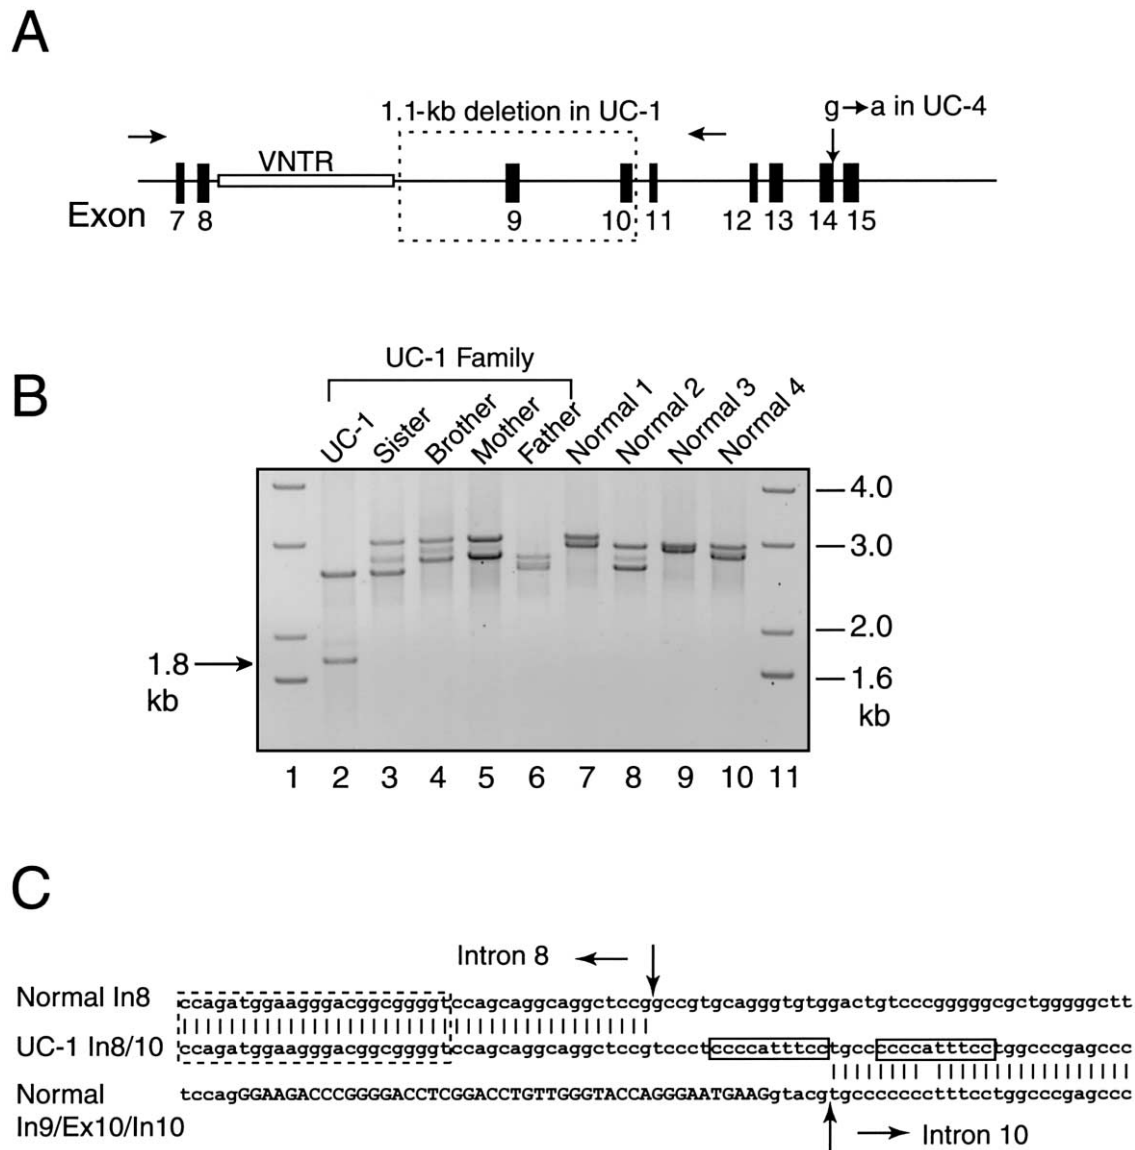 A
1.1-kb deletion in UC-1
g→a in UC-4
VNTR
Exon 7 8 9 10 11 12 13 14 15
B
UC-1 Family
UC-1 Sister Brother Mother Father Normal 1 Normal 2 Normal 3 Normal 4
4.0
3.0
2.0
1.8
kb
1.6
kb
1 2 3 4 5 6 7 8 9 10 11
C
Intron 8
Normal In8 ccagatggaagggacggcggggtccagcaggcaggctccggccgtgcagggtgtggactgtcccgggggcgctgggggctt
UC-1 In8/10 ccagatggaagggacggcggggtccagcaggcaggctccgtccctccccatttcctgccccccatttcctggcccgagccc
Normal tccagGGAAGACCCGGGGACCTCGGACCTGTTGGGTACCAGGGAATGAAGgtacgtgcccccccctttcctggcccgagccc
In9/Ex10/In10
Intron 10